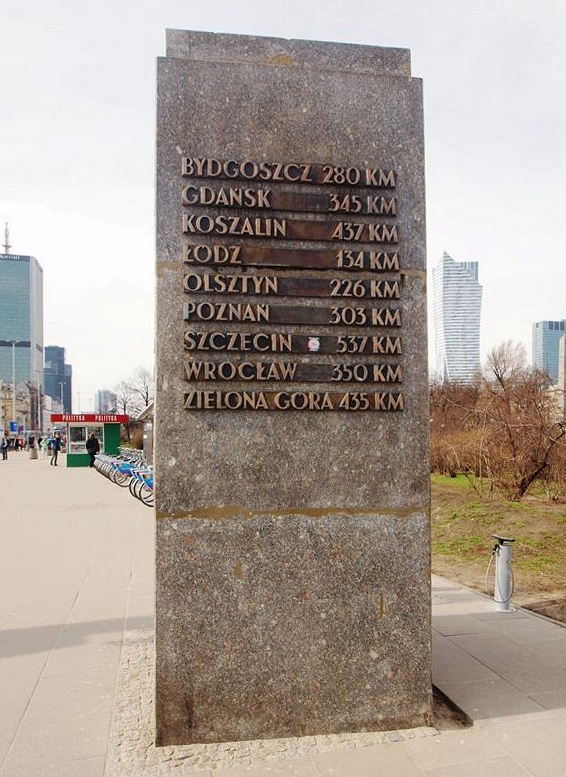 BYDGOSZCZ 280 KM
GDAŃSK 345 KM
KOSZALIN 437 KM
ŁODZ 134 KM
OLSZTYN 226 KM
POZNAN 303 KM
SZCZECIN 537 KM
WROCŁAW 350 KM
ZIELONA GÓRA 435 KM
POLITYKA POLITYKA